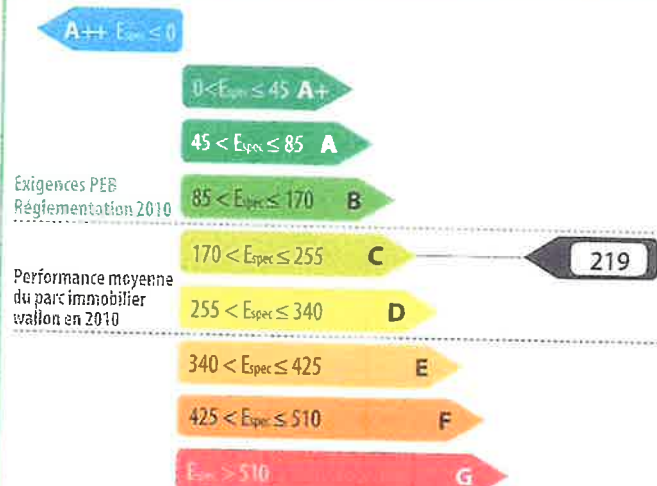 A++ Espec ≤ 0
0 < Espec ≤ 45 A+
45 < Espec ≤ 85 A
Exigences PEB
Réglementation 2010
85 < Espec ≤ 170 B
170 < Espec ≤ 255 C
219
Performance moyenne
du parc immobilier
wallon en 2010
255 < Espec ≤ 340 D
340 < Espec ≤ 425 E
425 < Espec ≤ 510 F
Espec > 510 G